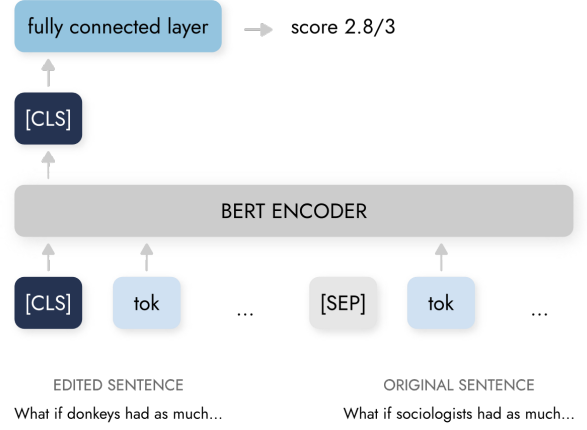 fully connected layer score 2.8/3
[CLS]
BERT ENCODER
[CLS] tok ... [SEP] tok ...
EDITED SENTENCE ORIGINAL SENTENCE
What if donkeys had as much... What if sociologists had as much...